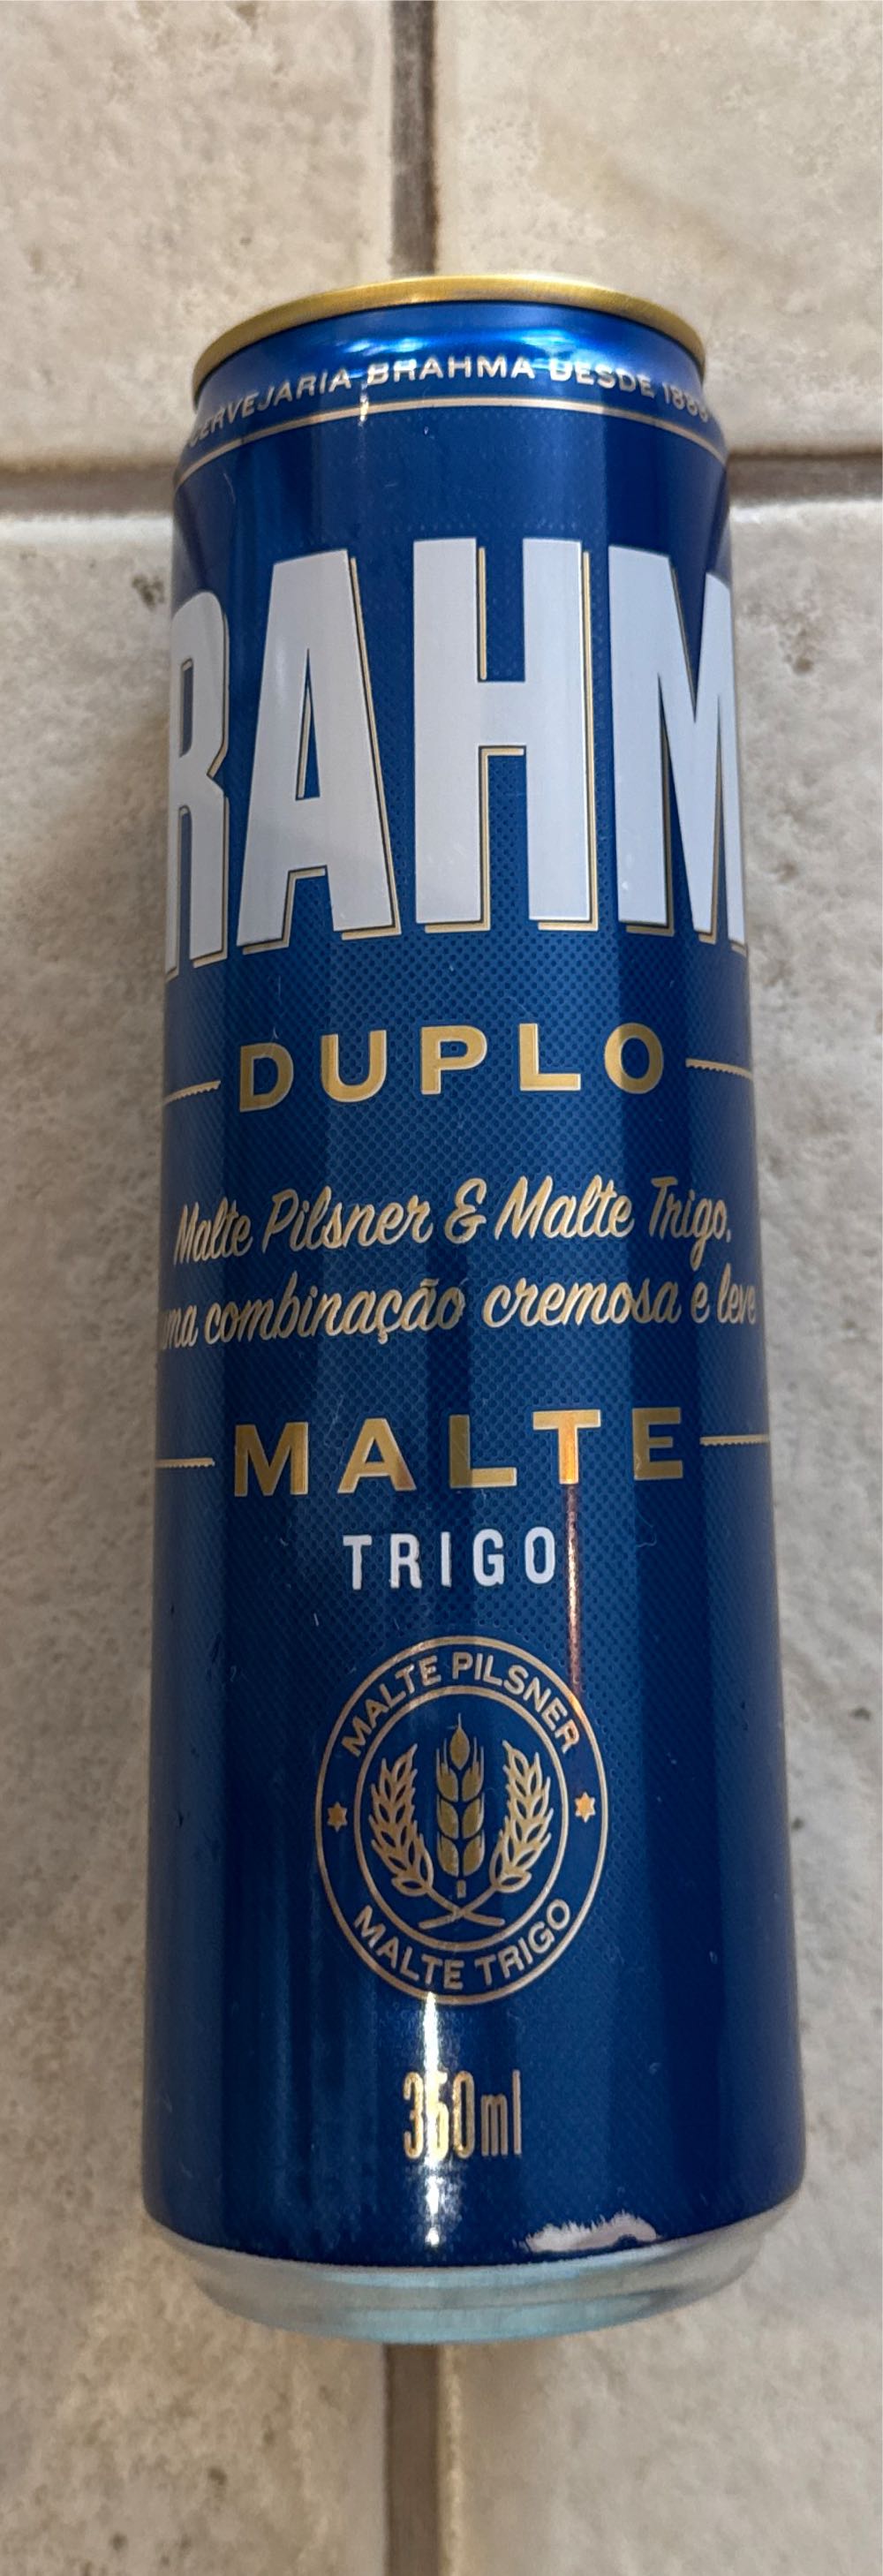 CERVEJARIA BRAHMA DESDE 1888
RAHM
DUPLO
Malte Pilsner & Malte Trigo,
uma combinação cremosa e leve
MALTE
TRIGO
MALTE PILSNER
MALTE TRIGO
350ml